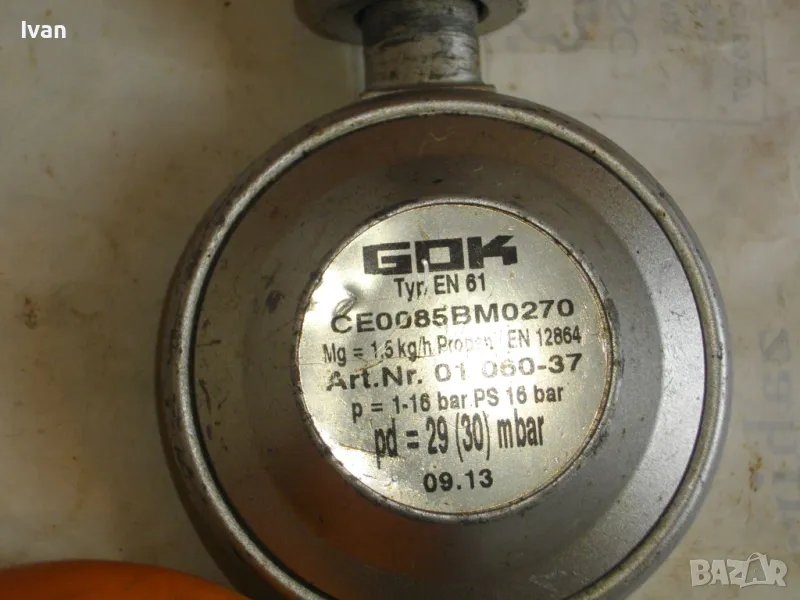 Ivan
GOK
Typ EN 61
CE0085BM0270
Mg = 1,5 kg/h Propan / EN 12864
Art.Nr. 01 060-37
p = 1-16 bar PS 16 bar
pd = 29 (30) mbar
09.13
BAZAR